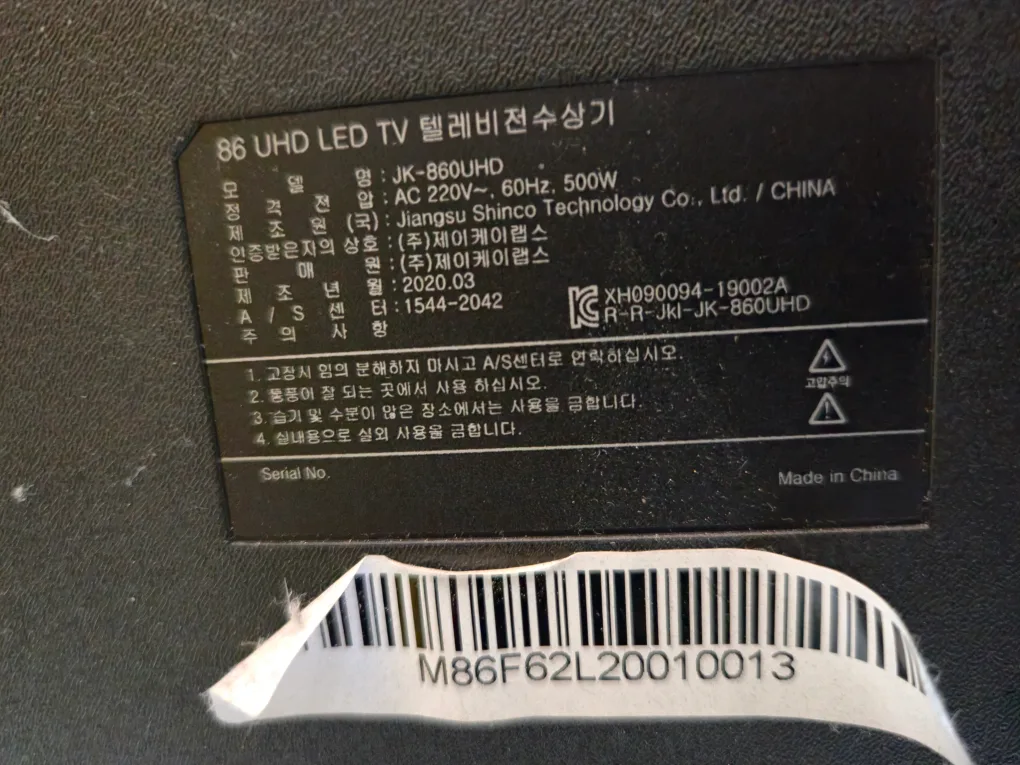 86 UHD LED TV 텔레비전수상기
모 델 명 : JK-860UHD
정 격 전 압 : AC 220V~, 60Hz, 500W
제 조 원 (국) : Jiangsu Shinco Technology Co., Ltd. / CHINA
인증받은자의 상호 : (주)제이케이랩스
판 매 원 : (주)제이케이랩스
제 조 년 월 : 2020.03
A / S 센 터 : 1544-2042
주 의 사 항
XH090094-19002A
R-R-JkI-JK-860UHD
1. 고장시 임의 분해하지 마시고 A/S센터로 연락하십시오.
2. 통풍이 잘 되는 곳에서 사용 하십시오.
3. 습기 및 수분이 많은 장소에서는 사용을 금합니다.
4. 실내용으로 실외 사용을 금합니다.
고압주의
Serial No.
Made in China
M86F62L20010013